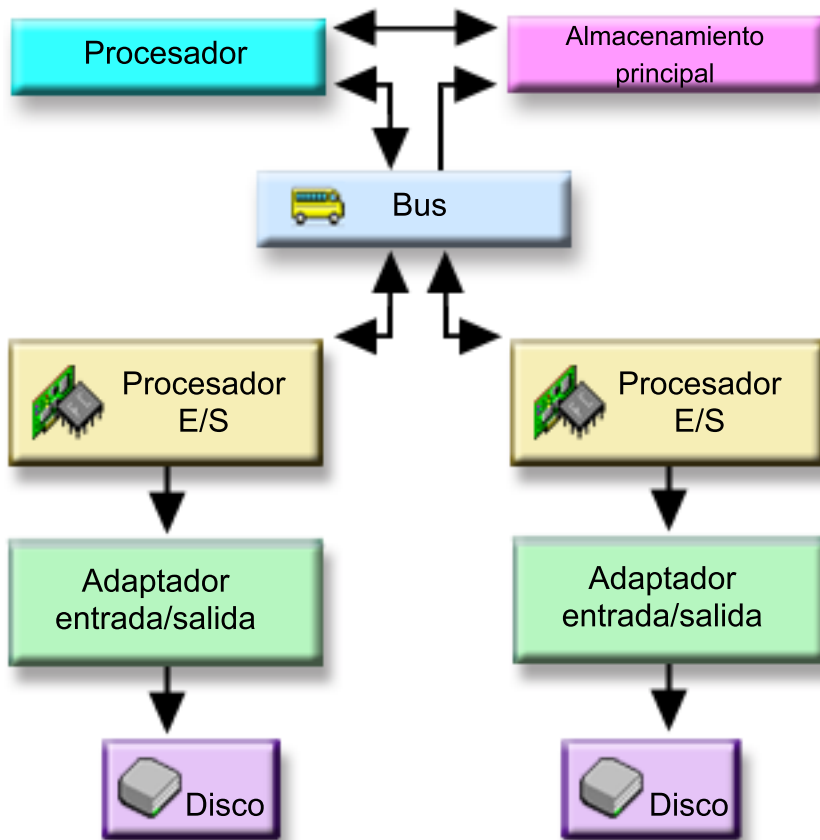 Procesador
Almacenamiento
principal
Bus
Procesador
E/S
Procesador
E/S
Adaptador
entrada/salida
Adaptador
entrada/salida
Disco
Disco